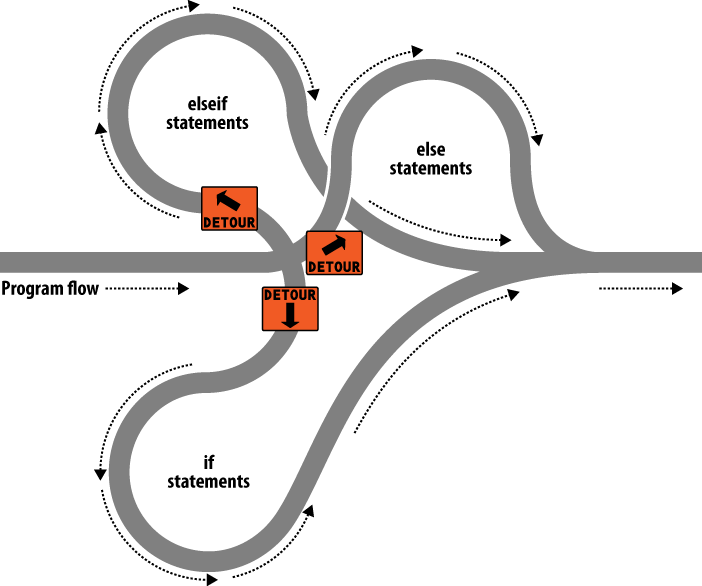 elseif
statements
else
statements
DETOUR
DETOUR
Program flow
DETOUR
if
statements